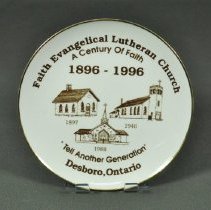 Faith Evangelical Lutheran Church
A Century Of Faith
1896 - 1996
1897
1946
1988
"Tell Another Generation"
Desboro, Ontario